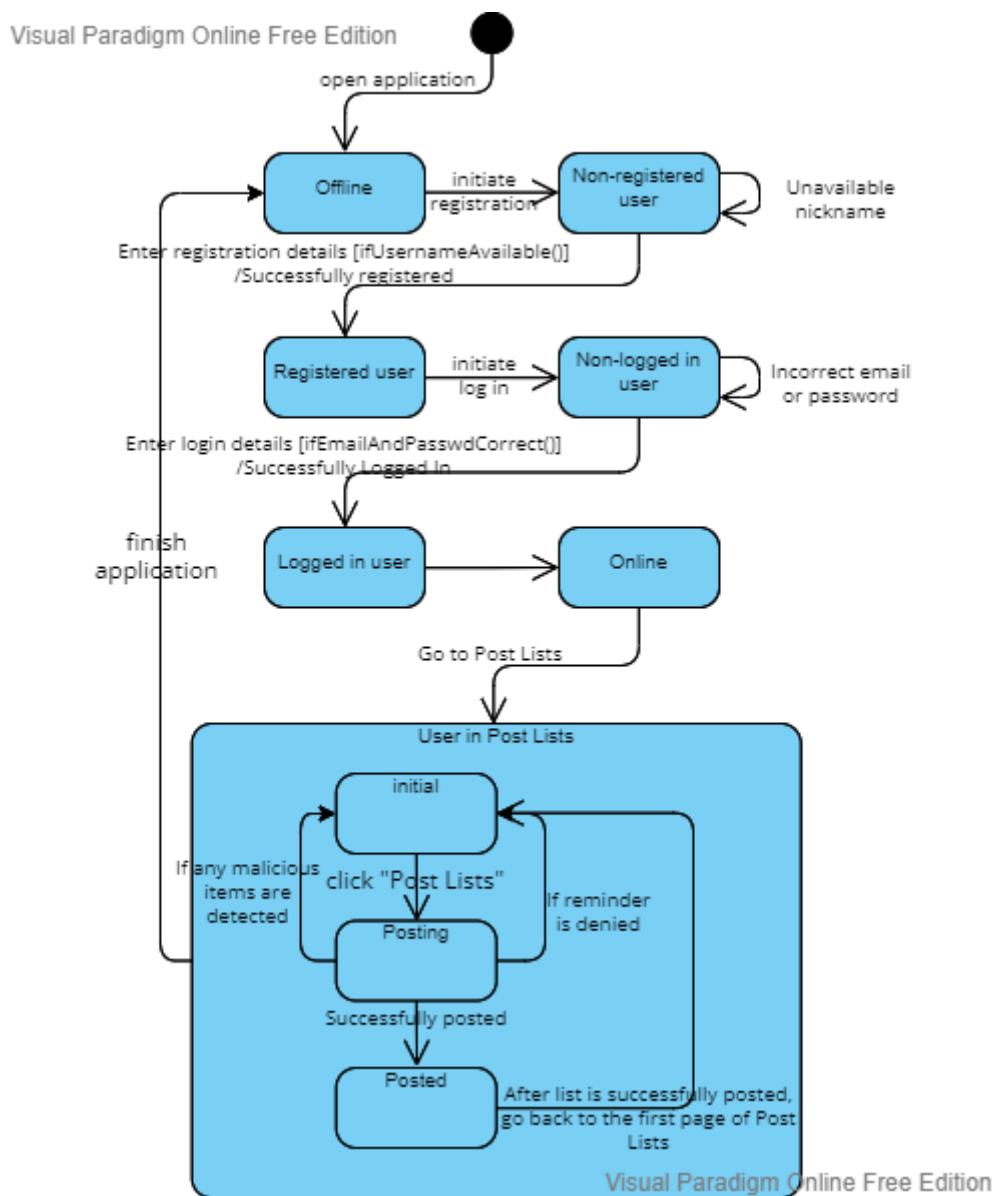 Visual Paradigm Online Free Edition
open application
Offline
initiate
registration
Non-registered
user
Unavailable
nickname
Enter registration details [ifUsernameAvailable()]
/Successfully registered
Registered user
initiate
log in
Non-logged in
user
Incorrect email
or password
Enter login details [ifEmailAndPasswdCorrect()]
/Successfully Logged In
finish
application
Logged in user
Online
Go to Post Lists
User in Post Lists
initial
If any malicious
items are
detected
click "Post Lists"
If reminder
is denied
Posting
Successfully posted
Posted
After list is successfully posted,
go back to the first page of Post
Lists
Visual Paradigm Online Free Edition